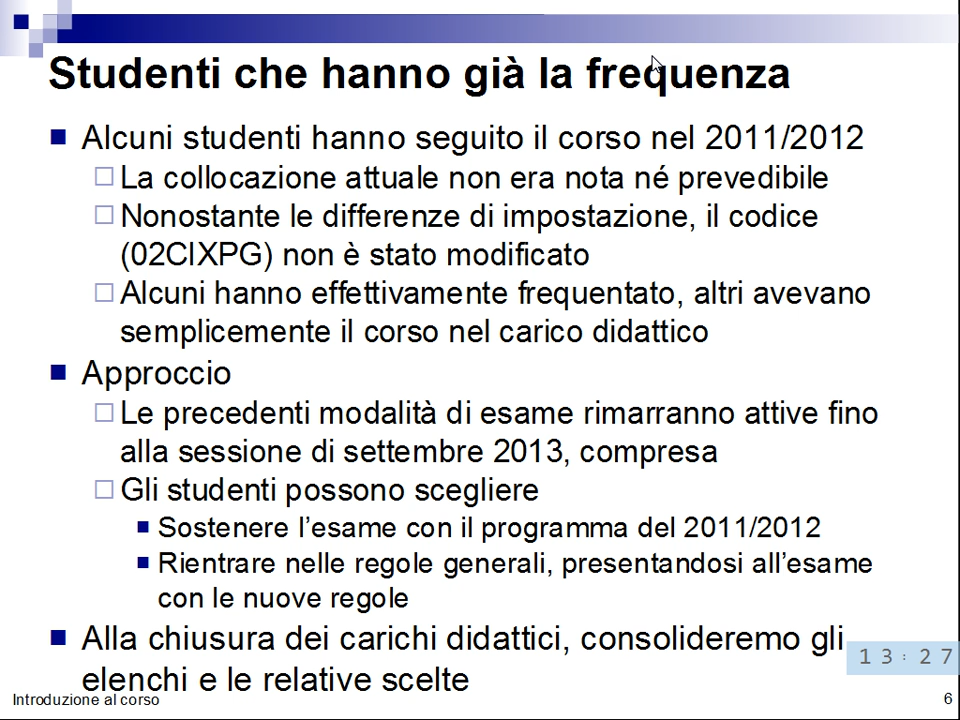 Studenti che hanno già la frequenza
Alcuni studenti hanno seguito il corso nel 2011/2012
La collocazione attuale non era nota né prevedibile
Nonostante le differenze di impostazione, il codice
(02CIXPG) non è stato modificato
Alcuni hanno effettivamente frequentato, altri avevano
semplicemente il corso nel carico didattico
Approccio
Le precedenti modalità di esame rimarranno attive fino
alla sessione di settembre 2013, compresa
Gli studenti possono scegliere
Sostenere l'esame con il programma del 2011/2012
Rientrare nelle regole generali, presentandosi all'esame
con le nuove regole
Alla chiusura dei carichi didattici, consolideremo gli
elenchi e le relative scelte
13:27
Introduzione al corso
6